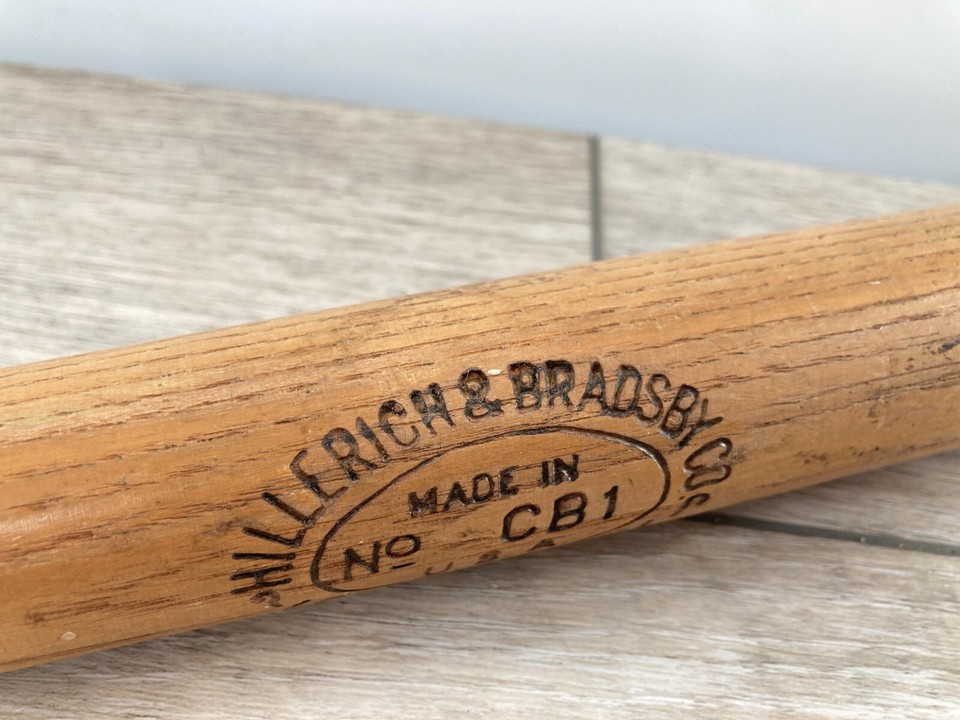 HILLERICH & BRADSBY CO
MADE IN
No CB1
U.S.A.